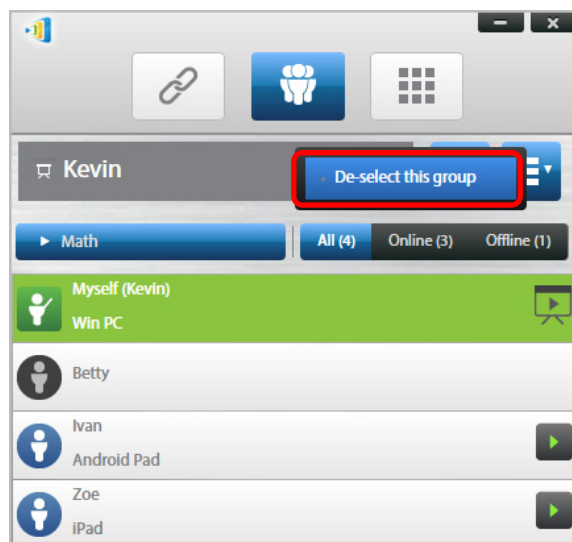 Kevin
De-select this group
Math
All (4)
Online (3)
Offline (1)
Myself (Kevin)
Win PC
Betty
Ivan
Android Pad
Zoe
iPad